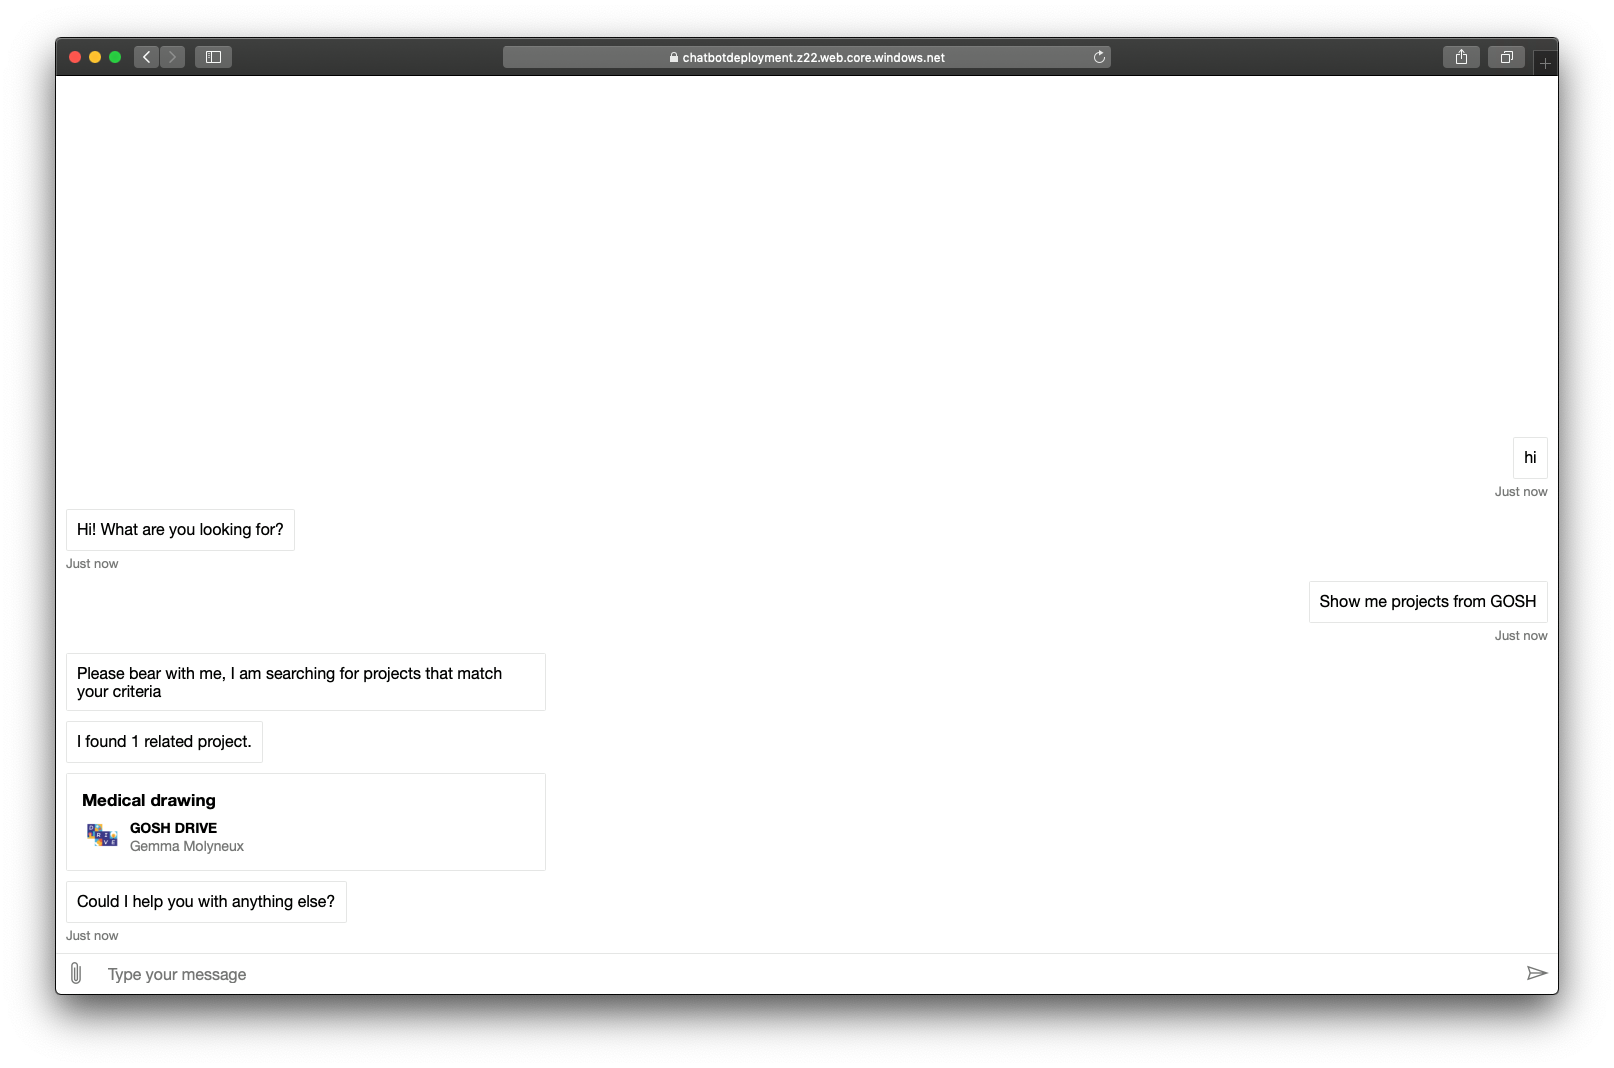 chatbotdeployment.z22.web.core.windows.net
hi
Just now
Hi! What are you looking for?
Just now
Show me projects from GOSH
Just now
Please bear with me, I am searching for projects that match
your criteria
I found 1 related project.
Medical drawing
DRIVE
GOSH DRIVE
Gemma Molyneux
Could I help you with anything else?
Just now
Type your message